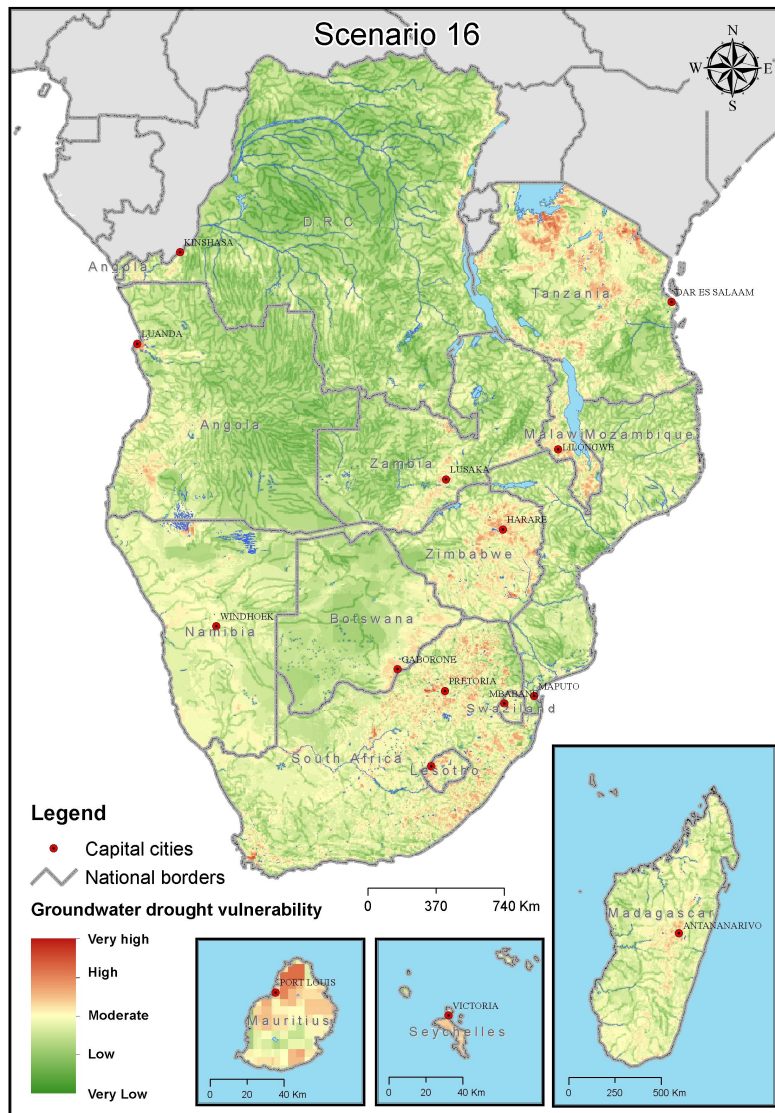 Scenario 16
N
W E
S
D.R.C
KINSHASA
Angola
Tanzania
DAR ES SALAAM
LUANDA
Angola
Malawi
Mozambique
LILONGWE
Zambia
LUSAKA
HARARE
Zimbabwe
Botswana
WINDHOEK
Namibia
GABORONE
PRETORIA
MBABANE
MAPUTO
Swaziland
South Africa
Lesotho
Legend
Capital cities
National borders
0 370 740 Km
Groundwater drought vulnerability
Very high
High
Moderate
Low
Very Low
PORT LOUIS
Mauritius
0 20 40 Km
VICTORIA
Seychelles
0 20 40 Km
Madagascar
ANTANANARIVO
0 250 500 Km